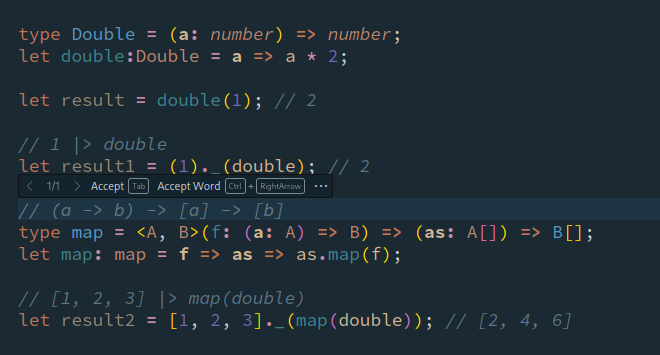 type Double = (a: number) => number;
let double:Double = a => a * 2;
let result = double(1); // 2
// 1 |> double
let result1 = (1)._(double); // 2
1/1 Accept Tab Accept Word Ctrl + RightArrow ...
// (a -> b) -> [a] -> [b]
type map = <A, B>(f: (a: A) => B) => (as: A[]) => B[];
let map: map = f => as => as.map(f);
// [1, 2, 3] |> map(double)
let result2 = [1, 2, 3]._(map(double)); // [2, 4, 6]